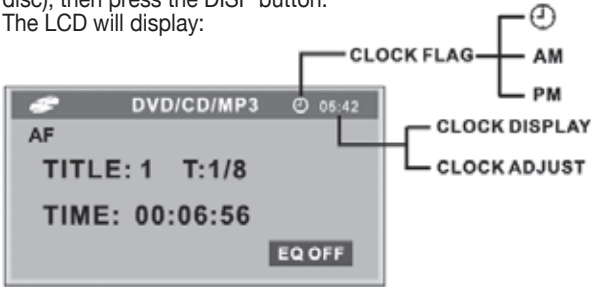 disc), then press the DISP button.
The LCD will display:
CLOCK FLAG
AM
PM
DVD/CD/MP3 05:42
AF
TITLE: 1 T:1/8
TIME: 00:06:56
EQ OFF
CLOCK DISPLAY
CLOCK ADJUST